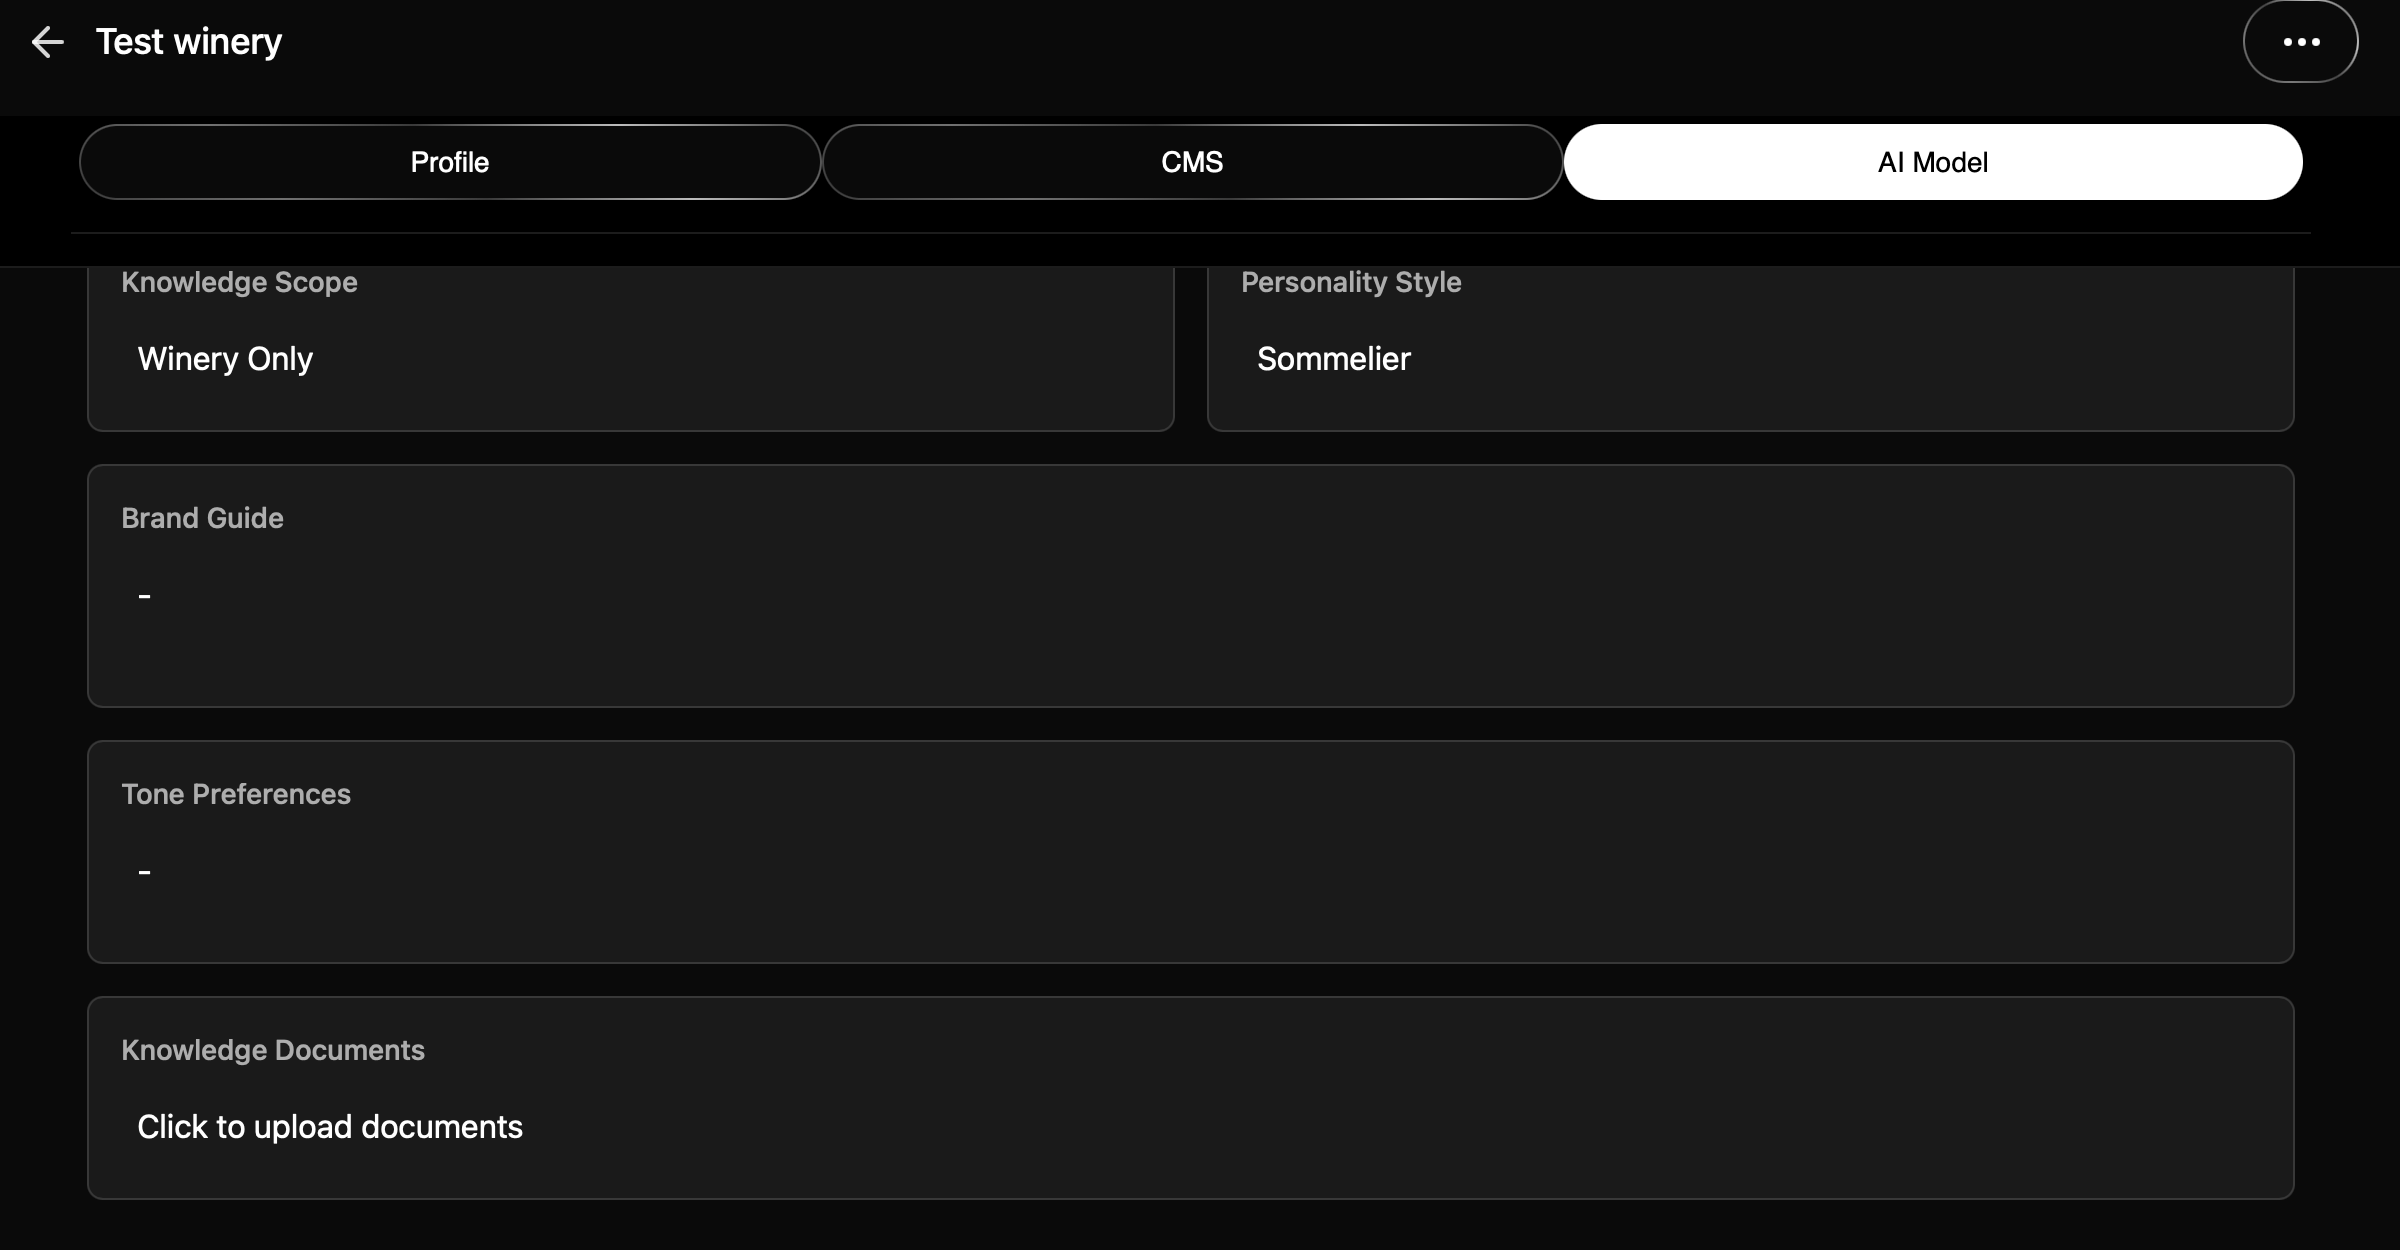 Test winery
Profile
CMS
AI Model
Knowledge Scope
Personality Style
Winery Only
Sommelier
Brand Guide
-
Tone Preferences
-
Knowledge Documents
Click to upload documents